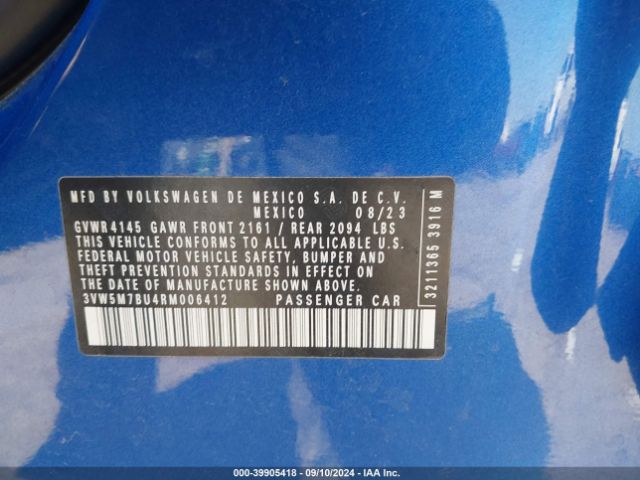 MFD BY VOLKSWAGEN DE MEXICO S.A. DE C.V.
MEXICO 08/23
GVWR 4145 GAWR FRONT 2161 / REAR 2094 LBS
THIS VEHICLE CONFORMS TO ALL APPLICABLE U.S.
FEDERAL MOTOR VEHICLE SAFETY, BUMPER AND
THEFT PREVENTION STANDARDS IN EFFECT ON THE
DATE OF MANUFACTURE SHOWN ABOVE.
3VW5M7BU4RM006412 PASSENGER CAR
3211365 3916 M
000-39905418 - 09/10/2024 - IAA Inc.